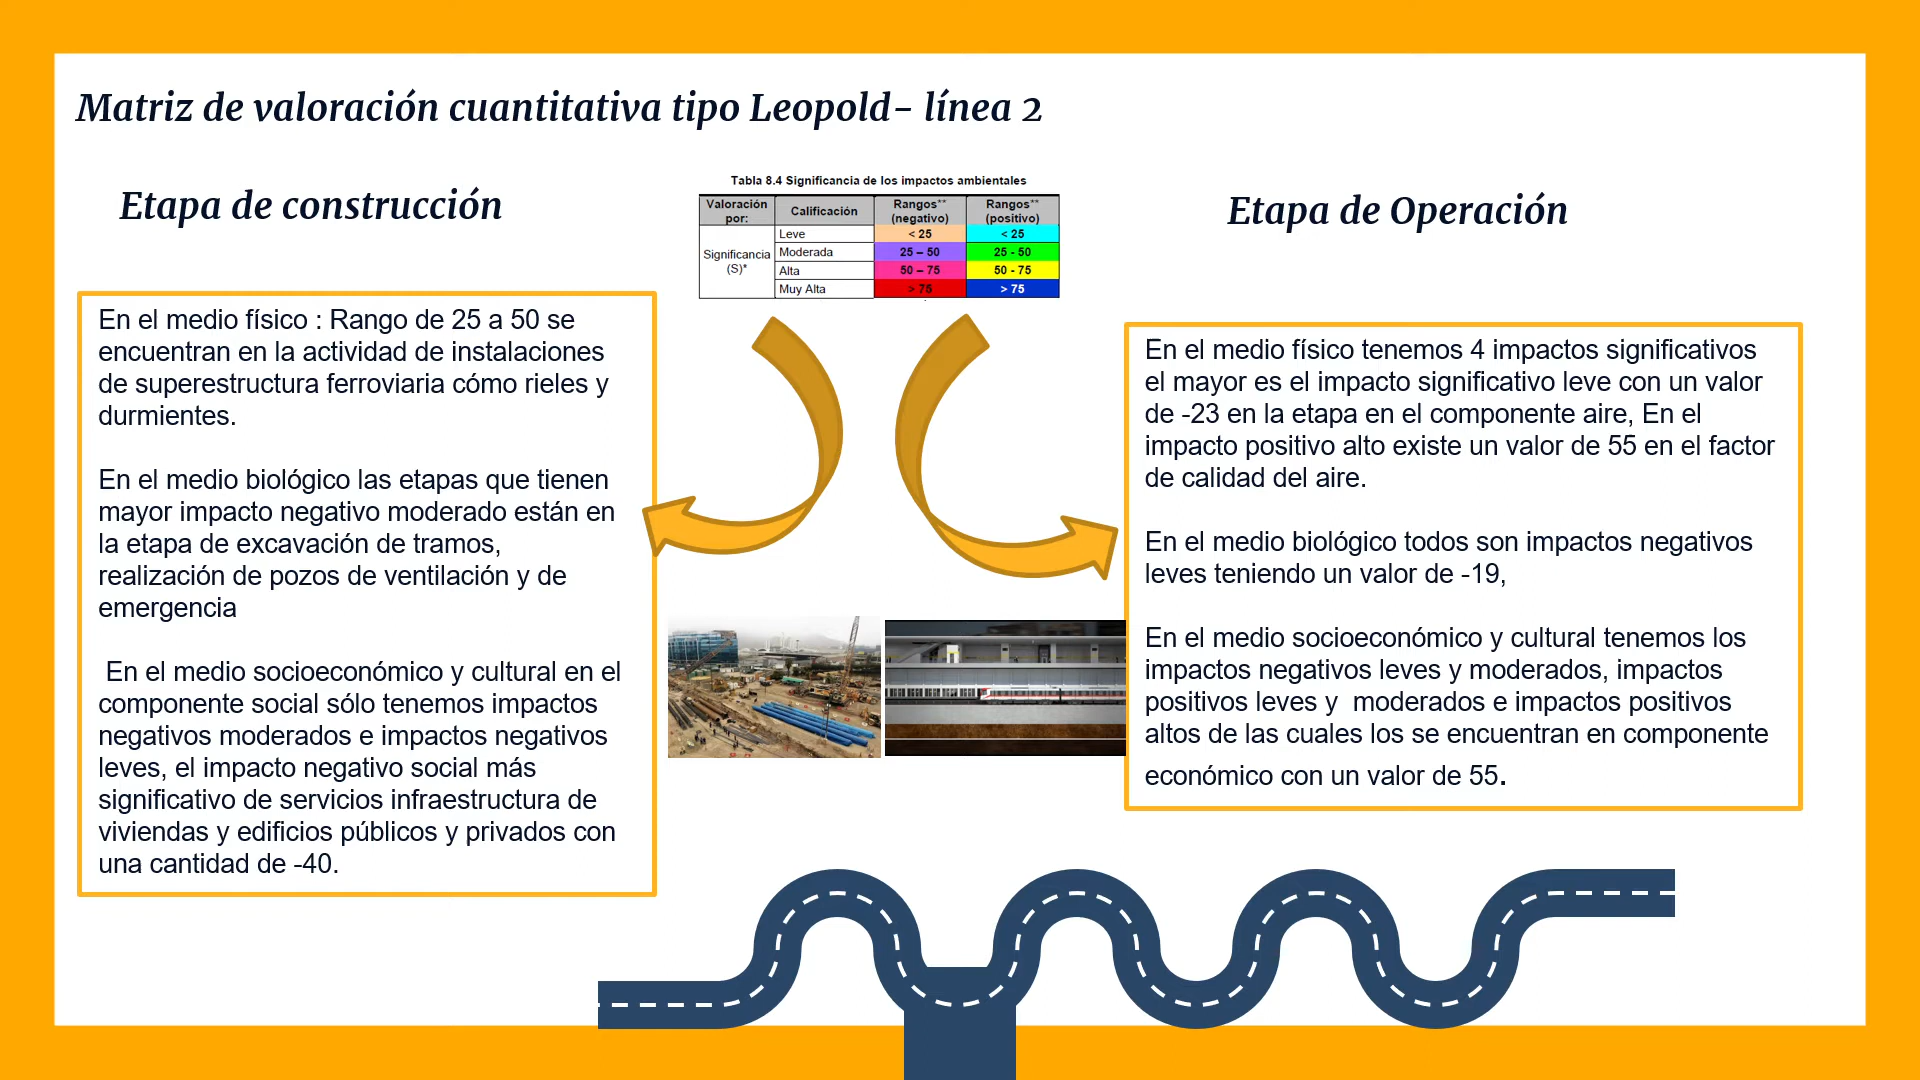 Matriz de valoración cuantitativa tipo Leopold- línea 2
Etapa de construcción
Tabla 8.4 Significancia de los impactos ambientales
Valoración por: Calificación Rangos** (negativo) Rangos** (positivo)
Significancia (S)*
Leve < 25 < 25
Moderada 25 – 50 25 - 50
Alta 50 – 75 50 - 75
Muy Alta > 75 > 75
Etapa de Operación
En el medio físico : Rango de 25 a 50 se
encuentran en la actividad de instalaciones
de superestructura ferroviaria cómo rieles y
durmientes.
En el medio biológico las etapas que tienen
mayor impacto negativo moderado están en
la etapa de excavación de tramos,
realización de pozos de ventilación y de
emergencia
En el medio socioeconómico y cultural en el
componente social sólo tenemos impactos
negativos moderados e impactos negativos
leves, el impacto negativo social más
significativo de servicios infraestructura de
viviendas y edificios públicos y privados con
una cantidad de -40.
En el medio físico tenemos 4 impactos significativos
el mayor es el impacto significativo leve con un valor
de -23 en la etapa en el componente aire, En el
impacto positivo alto existe un valor de 55 en el factor
de calidad del aire.
En el medio biológico todos son impactos negativos
leves teniendo un valor de -19,
En el medio socioeconómico y cultural tenemos los
impactos negativos leves y moderados, impactos
positivos leves y  moderados e impactos positivos
altos de las cuales los se encuentran en componente
económico con un valor de 55.